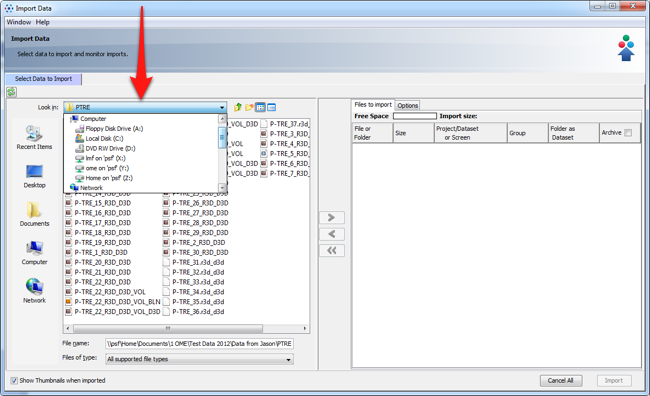 Import Data
Window Help
Import Data
Select data to import and monitor imports.
Select Data to Import
Look in: PTRE
Computer
Floppy Disk Drive (A:)
Local Disk (C:)
DVD RW Drive (D:)
lmf on 'psf' (X:)
ome on 'psf' (Y:)
Home on 'psf' (Z:)
Network
Recent Items
Desktop
Documents
Computer
Network
_VOL_D3D P-TRE_37.r3d_d3d
P-TRE_3_R3D_
_VOL P-TRE_4_R3D_
_VOL P-TRE_5_R3D_
_VOL_D3D P-TRE_6_R3D_
_VOL_D3D P-TRE_7_R3D_
P-TRE_14_R3D_D3D P-TRE_25_R3D_D3D
P-TRE_15_R3D_D3D P-TRE_26_R3D_D3D
P-TRE_16_R3D_D3D P-TRE_27_R3D_D3D
P-TRE_17_R3D_D3D P-TRE_28_R3D_D3D
P-TRE_18_R3D_D3D P-TRE_29_R3D_D3D
P-TRE_19_R3D_D3D P-TRE_2_R3D_D3D
P-TRE_1_R3D_D3D P-TRE_30_R3D_D3D
P-TRE_20_R3D_D3D P-TRE_31.r3d_d3d
P-TRE_21_R3D_D3D P-TRE_32.r3d_d3d
P-TRE_22_R3D_D3D P-TRE_33.r3d_d3d
P-TRE_22_R3D_D3D_VOL P-TRE_34.r3d_d3d
P-TRE_22_R3D_D3D_VOL_BLN P-TRE_35.r3d_d3d
P-TRE_22_R3D_D3D_VOL_D3D P-TRE_36.r3d_d3d
File name: \\psf\Home\Documents\1 OME\Test Data 2012\Data from Jason\PTRE
Files of type: All supported file types
Show Thumbnails when imported
Files to import Options
Free Space Import size:
File or Folder Size Project/Dataset or Screen Group Folder as Dataset Archive
Cancel All Import